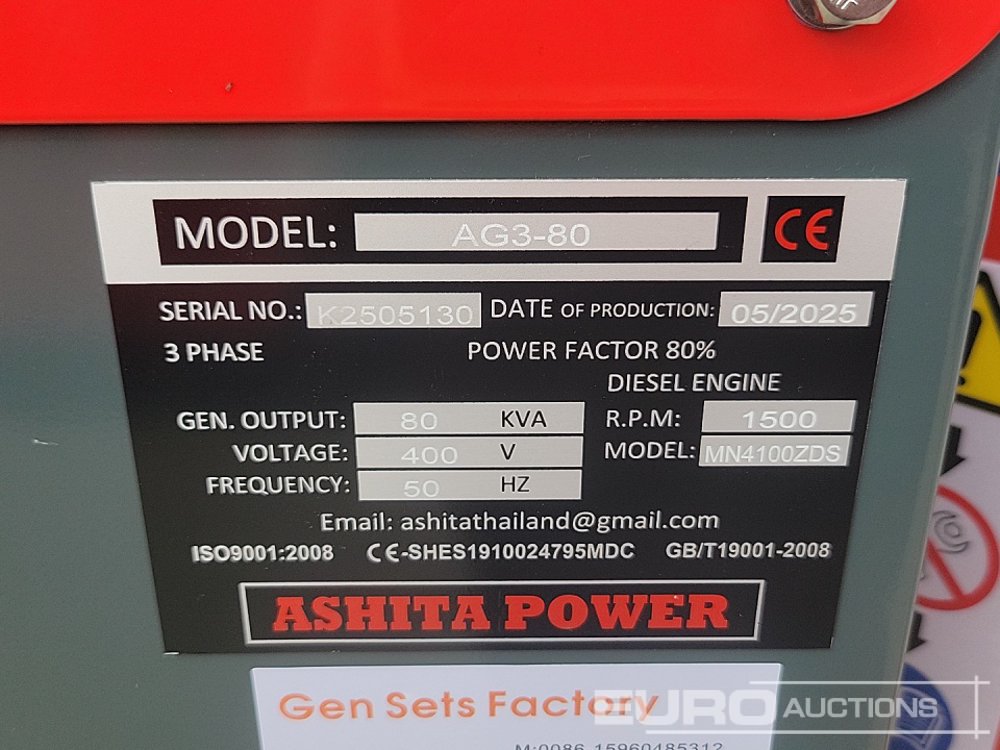 MODEL: AG3-80 CE
SERIAL NO.: K2505130 DATE OF PRODUCTION: 05/2025
3 PHASE POWER FACTOR 80%
DIESEL ENGINE
GEN. OUTPUT: 80 KVA R.P.M: 1500
VOLTAGE: 400 V MODEL: MN4100ZDS
FREQUENCY: 50 HZ
Email: ashitathailand@gmail.com
ISO9001:2008 CE-SHES1910024795MDC GB/T19001-2008
ASHITA POWER
Gen Sets Factory
EURO AUCTIONS
M:0086-15960485312